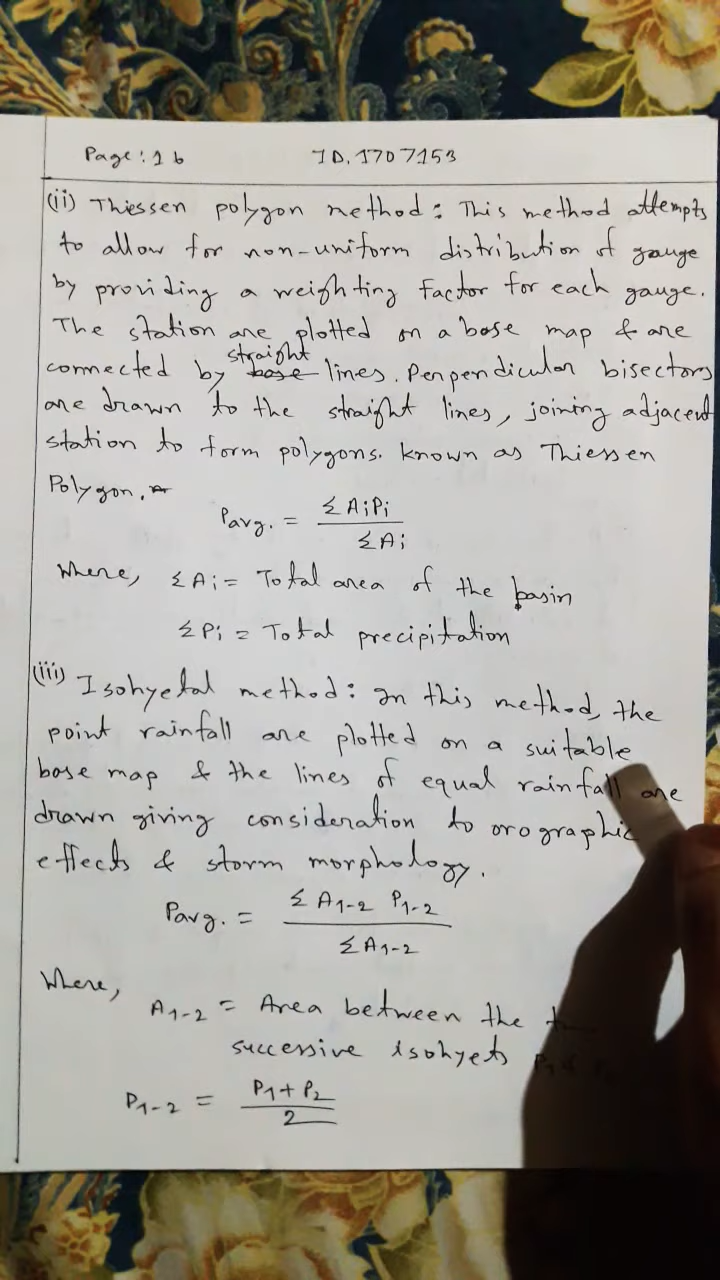 Page: 16 ID. 1707153
(ii) Thiessen polygon method: This method attempts
to allow for non-uniform distribution of gauge
by providing a weighting factor for each gauge.
The station are plotted on a base map & are
connected by straight lines. Perpendicular bisectors
are drawn to the straight lines, joining adjacent
station to form polygons. known as Thiessen
Polygon.
Pavg. = ΣAiPi / ΣAi
Where, ΣAi = Total area of the basin
ΣPi = Total precipitation
(iii) Isohyetal method: In this method, the
point rainfall are plotted on a suitable
base map & the lines of equal rainfall are
drawn giving consideration to orographic
effects & storm morphology.
Pavg. = ΣA1-2 P1-2 / ΣA1-2
Where,
A1-2 = Area between the
successive isohyets
P1-2 = P1+P2 / 2